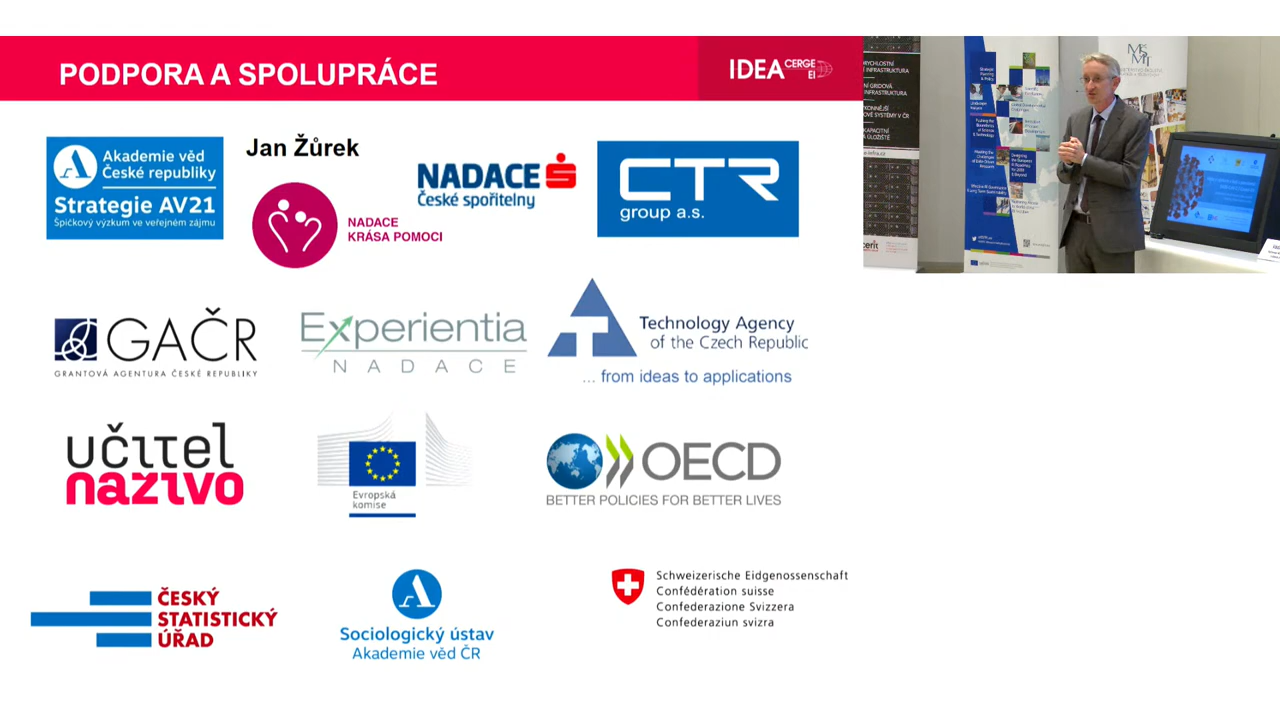 PODPORA A SPOLUPRÁCE
IDEA CERGE
EI
Akademie věd
České republiky
Strategie AV21
Špičkový výzkum ve veřejném zájmu
Jan Žůrek
NADACE
KRÁSA POMOCI
NADACE
České spořitelny
CTR
group a.s.
GAČR
GRANTOVÁ AGENTURA ČESKÉ REPUBLIKY
Experientia
NADACE
Technology Agency
of the Czech Republic
... from ideas to applications
učitel
naživo
Evropská
komise
OECD
BETTER POLICIES FOR BETTER LIVES
ČESKÝ
STATISTICKÝ
ÚŘAD
Sociologický ústav
Akademie věd ČR
Schweizerische Eidgenossenschaft
Confédération suisse
Confederazione Svizzera
Confederaziun svizra
MŠMT